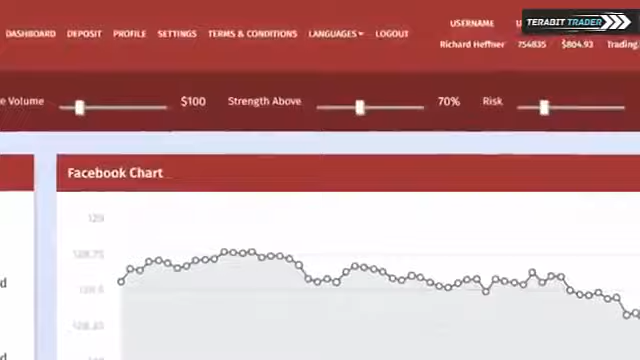 TERABIT TRADER
USERNAME
DASHBOARD DEPOSIT PROFILE SETTINGS TERMS & CONDITIONS LANGUAGES LOGOUT
Richard Heffner 754835 $804.93 Trading
e Volume $100 Strength Above 70% Risk
Facebook Chart
129
128.75
128.5
128.25